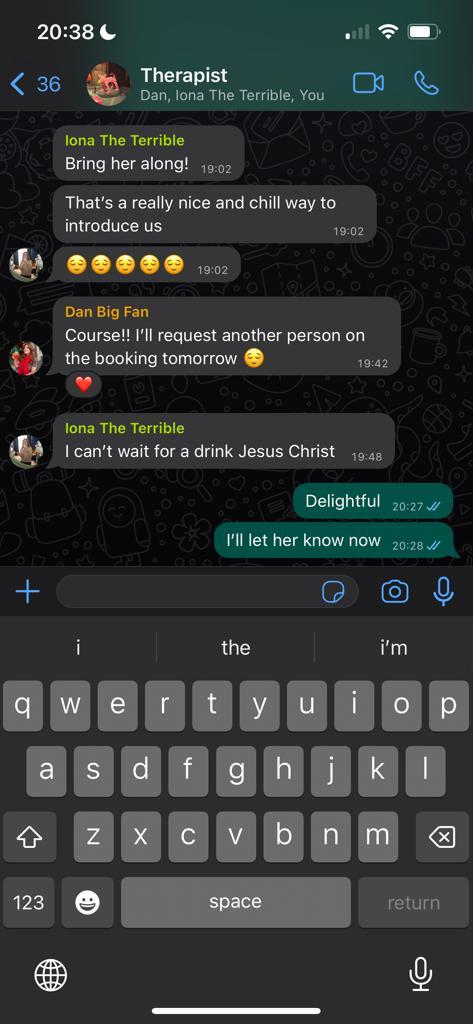 20:38
36
Therapist
Dan, Iona The Terrible, You
BFF
Iona The Terrible
Bring her along! 19:02
That's a really nice and chill way to
introduce us 19:02
😌😌😌😌😌 19:02
Dan Big Fan
Course!! I'll request another person on
the booking tomorrow 😌 19:42
❤️
Iona The Terrible
I can't wait for a drink Jesus Christ 19:48
Delightful 20:27
I'll let her know now 20:28
i the i'm
q w e r t y u i o p
a s d f g h j k l
z x c v b n m
123 space return